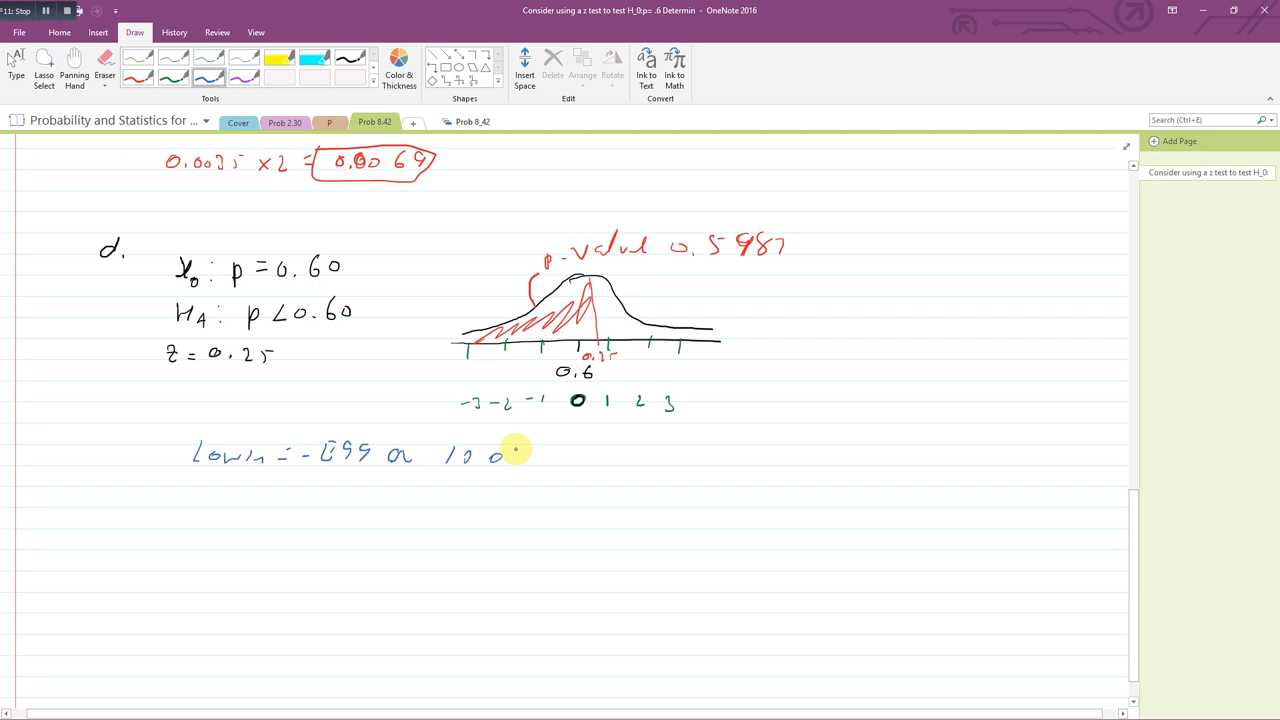 F11: Stop
Consider using a z test to test H_0:p= .6 Determin - OneNote 2016
File Home Insert Draw History Review View
Type
Lasso Select
Panning Hand
Eraser
Color & Thickness
Insert Space
Delete
Arrange
Rotate
Ink to Text
Ink to Math
Tools
Shapes
Edit
Convert
Probability and Statistics for ...
Cover
Prob 2.30
P
Prob 8.42
+
Prob 8_42
Search (Ctrl+E)
Add Page
Consider using a z test to test H_0:
0.0035 x 2 = 0.0069
d.
H0: p = 0.60
HA: p < 0.60
z = 0.25
p-value 0.5987
0.25
0.6
-3 -2 -1 0 1 2 3
= - E99 or 100